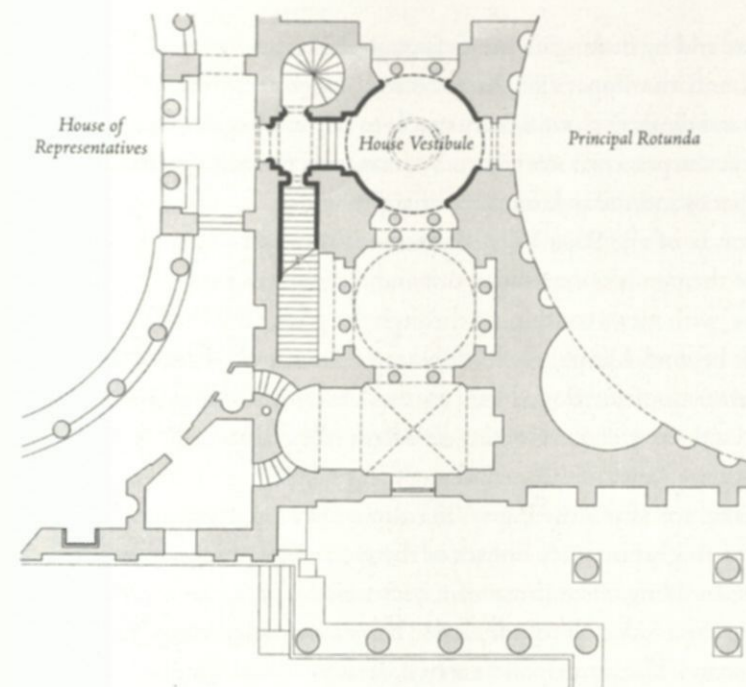 House of
Representatives
House Vestibule
Principal Rotunda